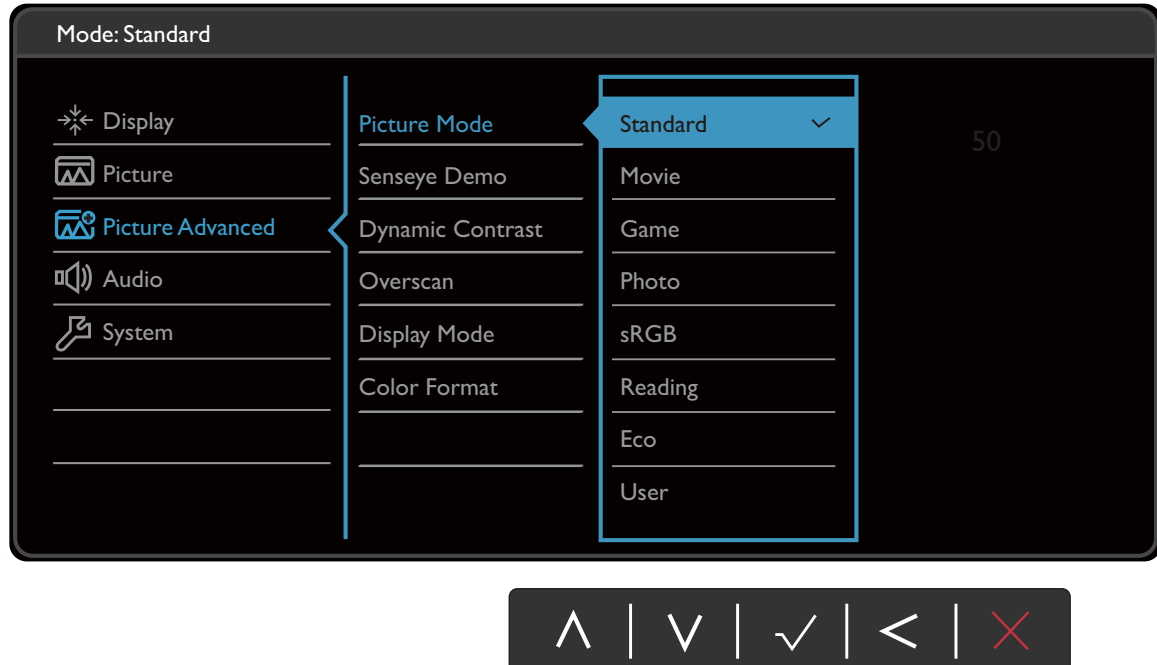 Mode: Standard
Display
Picture
Picture Advanced
Audio
System
Picture Mode
Senseye Demo
Dynamic Contrast
Overscan
Display Mode
Color Format
Standard
Movie
Game
Photo
sRGB
Reading
Eco
User
50